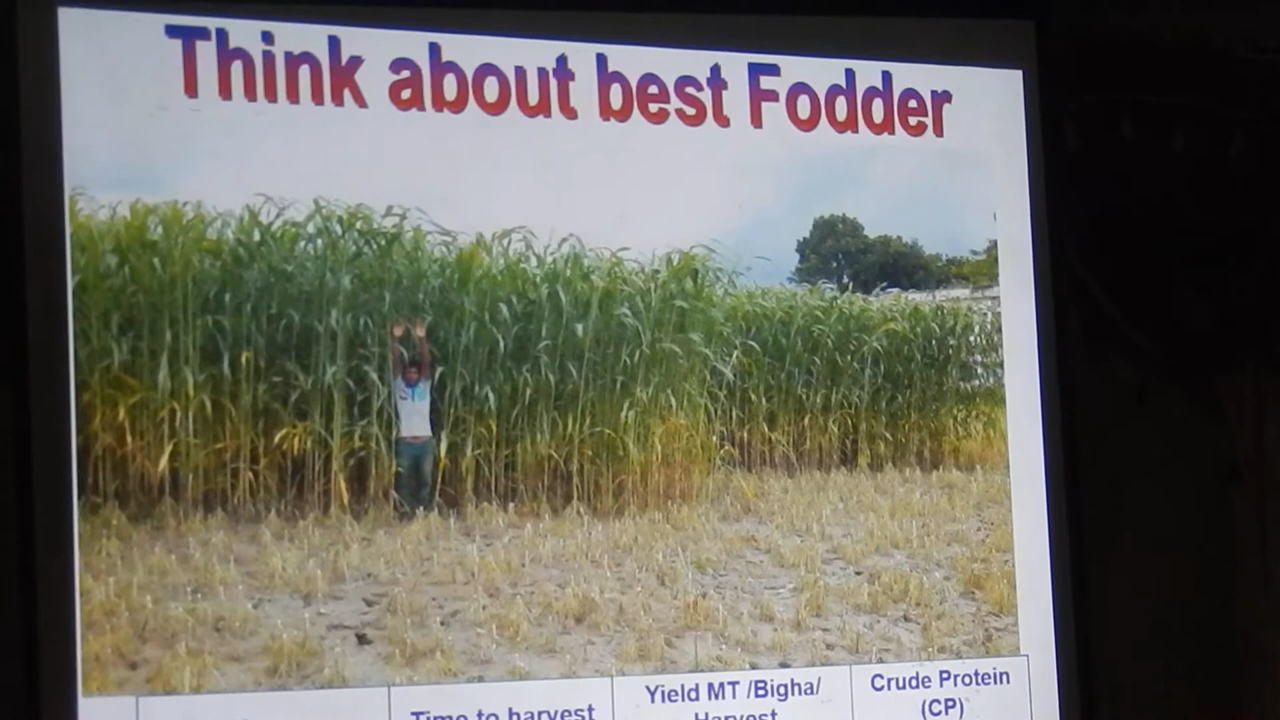 Think about best Fodder
Time to harvest
Yield MT /Bigha/
Harvest
Crude Protein
(CP)